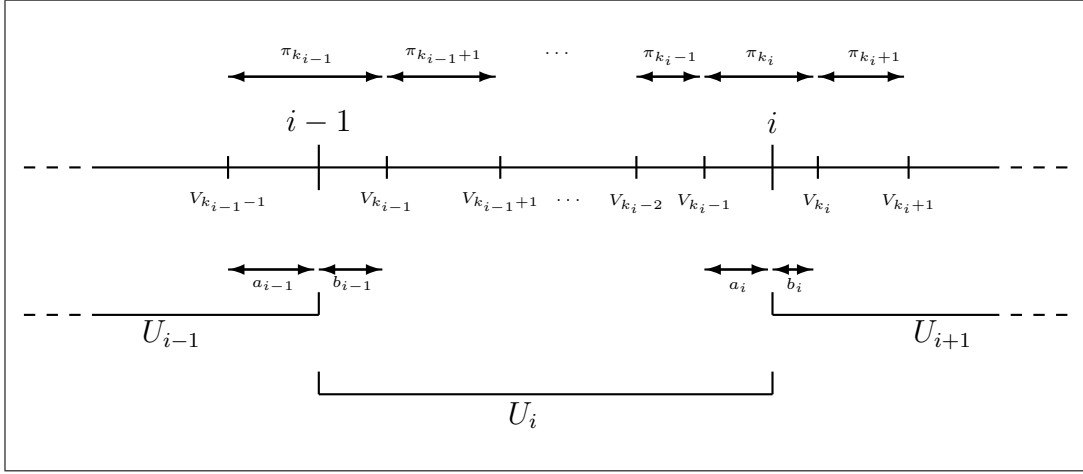 π_{k_{i−1}} π_{k_{i−1}+1} ⋯ π_{k_i−1} π_{k_i} π_{k_i+1}
i − 1 i
V_{k_{i−1}−1} V_{k_{i−1}} V_{k_{i−1}+1} ⋯ V_{k_i−2} V_{k_i−1} V_{k_i} V_{k_i+1}
a_{i−1} b_{i−1} a_i b_i
U_{i−1} U_{i+1}
U_i